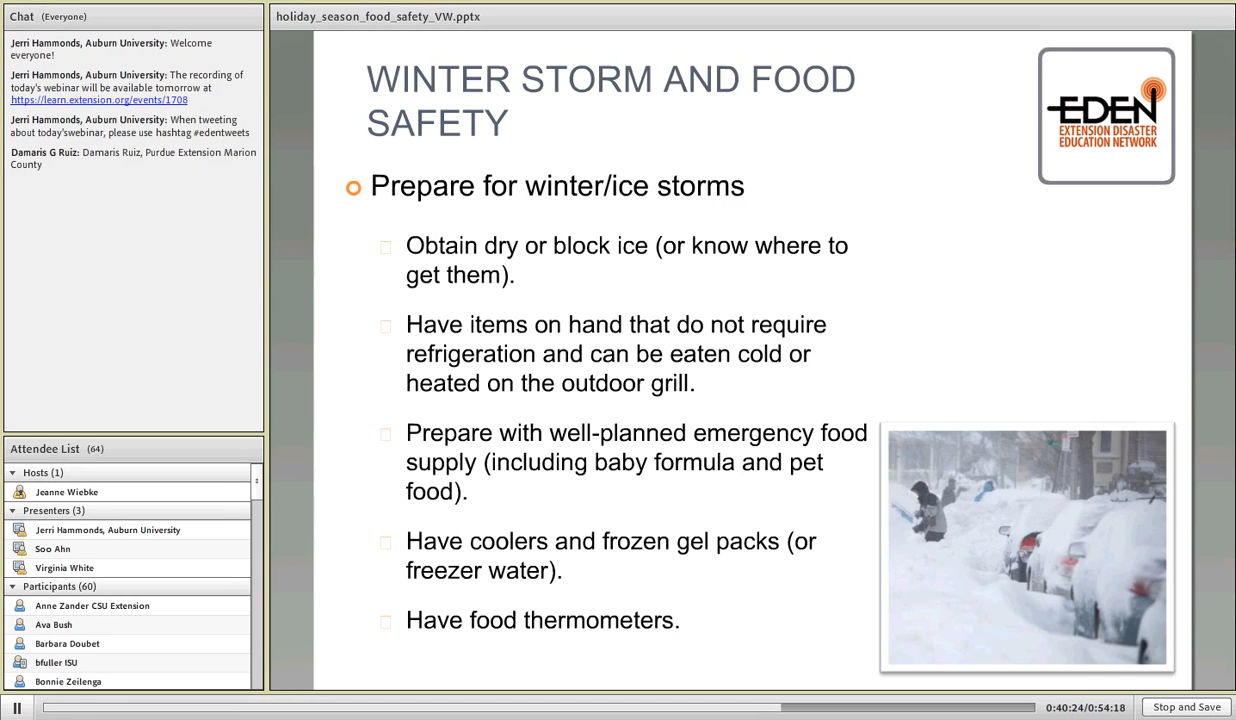 Chat (Everyone)
Jerri Hammonds, Auburn University: Welcome
everyone!
Jerri Hammonds, Auburn University: The recording of
today's webinar will be available tomorrow at
https://learn.extension.org/events/1708
Jerri Hammonds, Auburn University: When tweeting
about today'swebinar, please use hashtag #edentweets
Damaris G Ruiz: Damaris Ruiz, Purdue Extension Marion
County
Attendee List (64)
Hosts (1)
Jeanne Wiebke
Presenters (3)
Jerri Hammonds, Auburn University
Soo Ahn
Virginia White
Participants (60)
Anne Zander CSU Extension
Ava Bush
Barbara Doubet
bfuller ISU
Bonnie Zeilenga
holiday_season_food_safety_VW.pptx
WINTER STORM AND FOOD
SAFETY
EDEN
EXTENSION DISASTER
EDUCATION NETWORK
Prepare for winter/ice storms
Obtain dry or block ice (or know where to
get them).
Have items on hand that do not require
refrigeration and can be eaten cold or
heated on the outdoor grill.
Prepare with well-planned emergency food
supply (including baby formula and pet
food).
Have coolers and frozen gel packs (or
freezer water).
Have food thermometers.
0:40:24/0:54:18
Stop and Save